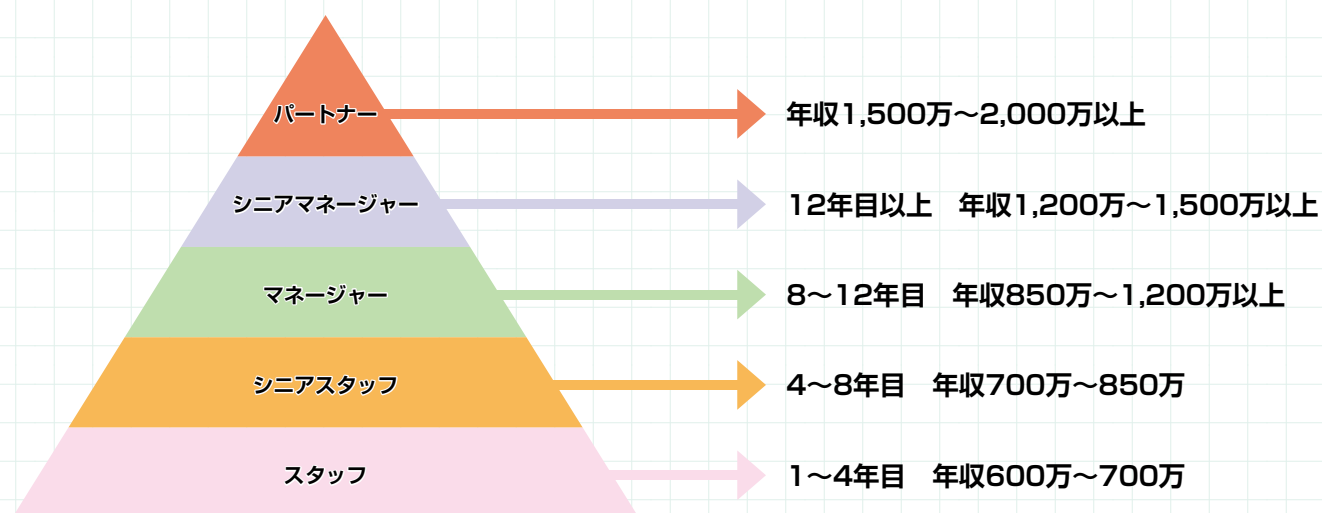 パートナー 年収1,500万～2,000万以上
シニアマネージャー 12年目以上 年収1,200万～1,500万以上
マネージャー 8～12年目 年収850万～1,200万以上
シニアスタッフ 4～8年目 年収700万～850万
スタッフ 1～4年目 年収600万～700万